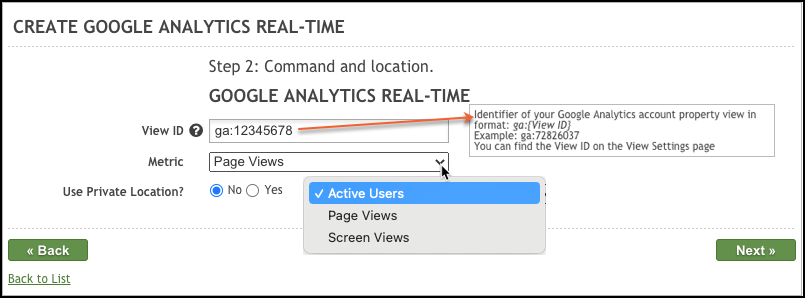 CREATE GOOGLE ANALYTICS REAL-TIME
Step 2: Command and location.
GOOGLE ANALYTICS REAL-TIME
View ID ? ga:12345678
Identifier of your Google Analytics account property view in
format: ga:{View ID}
Example: ga:72826037
You can find the View ID on the View Settings page
Metric Page Views
Use Private Location? No Yes
✓ Active Users
Page Views
Screen Views
« Back
Next »
Back to List